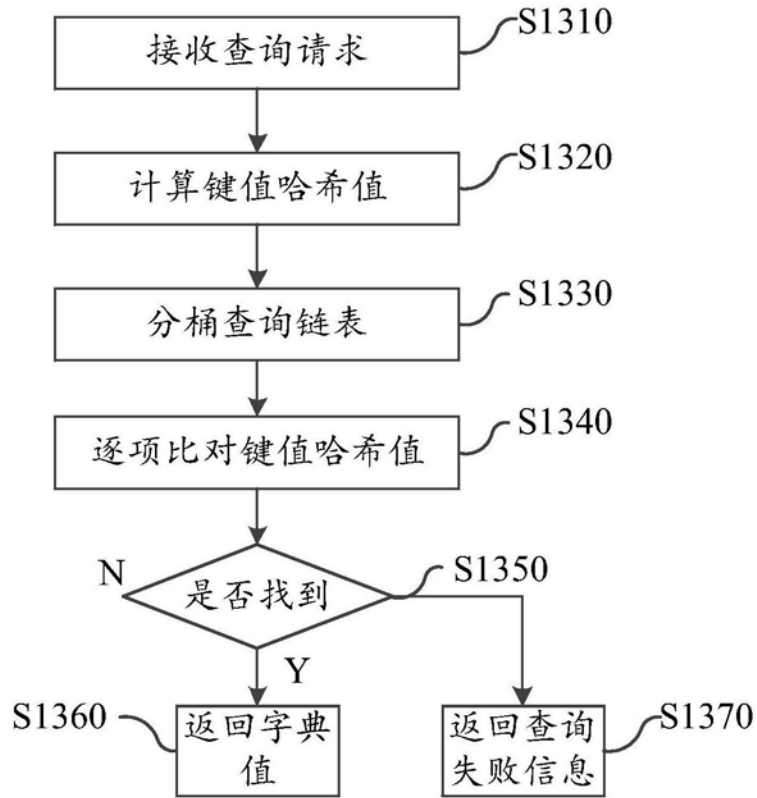 接收查询请求
S1310
计算键值哈希值
S1320
分桶查询链表
S1330
逐项比对键值哈希值
S1340
N
是否找到
S1350
Y
S1360
返回字典
值
返回查询
失败信息
S1370